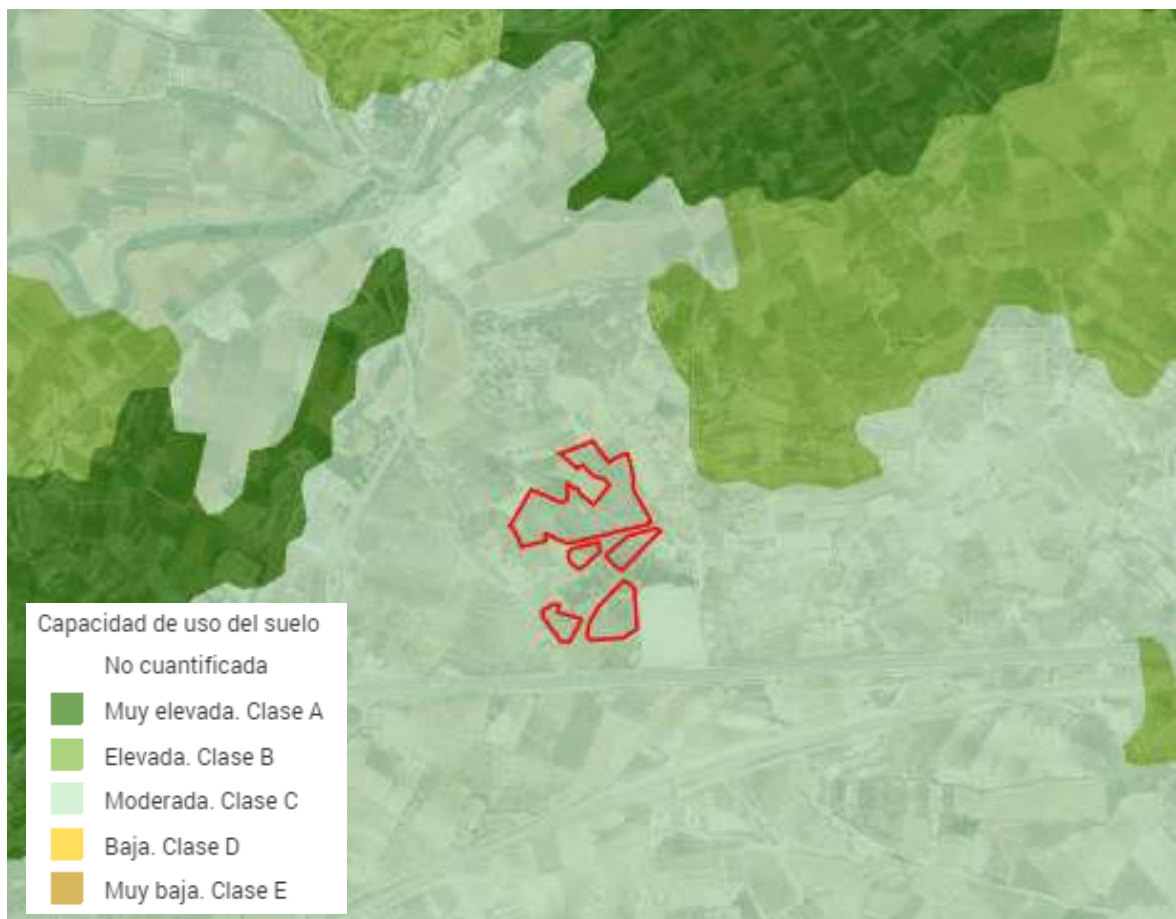 Capacidad de uso del suelo
No cuantificada
Muy elevada. Clase A
Elevada. Clase B
Moderada. Clase C
Baja. Clase D
Muy baja. Clase E